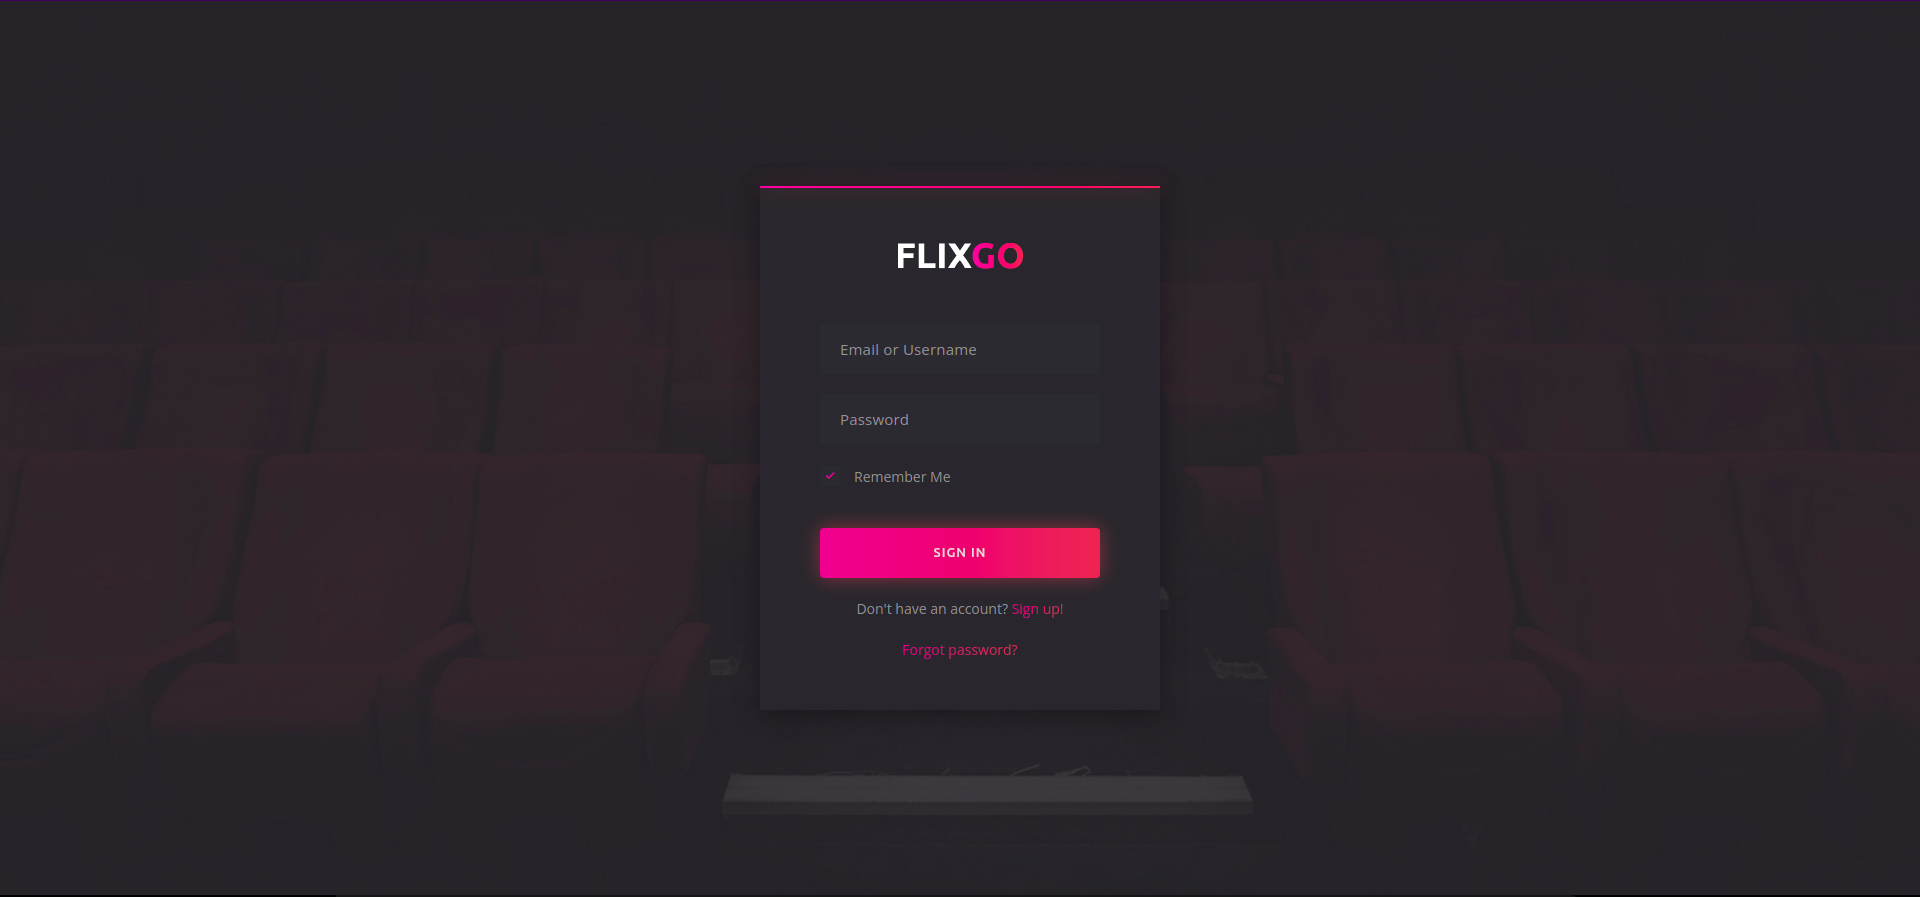 FLIXGO
Email or Username
Password
Remember Me
SIGN IN
Don't have an account? Sign up!
Forgot password?